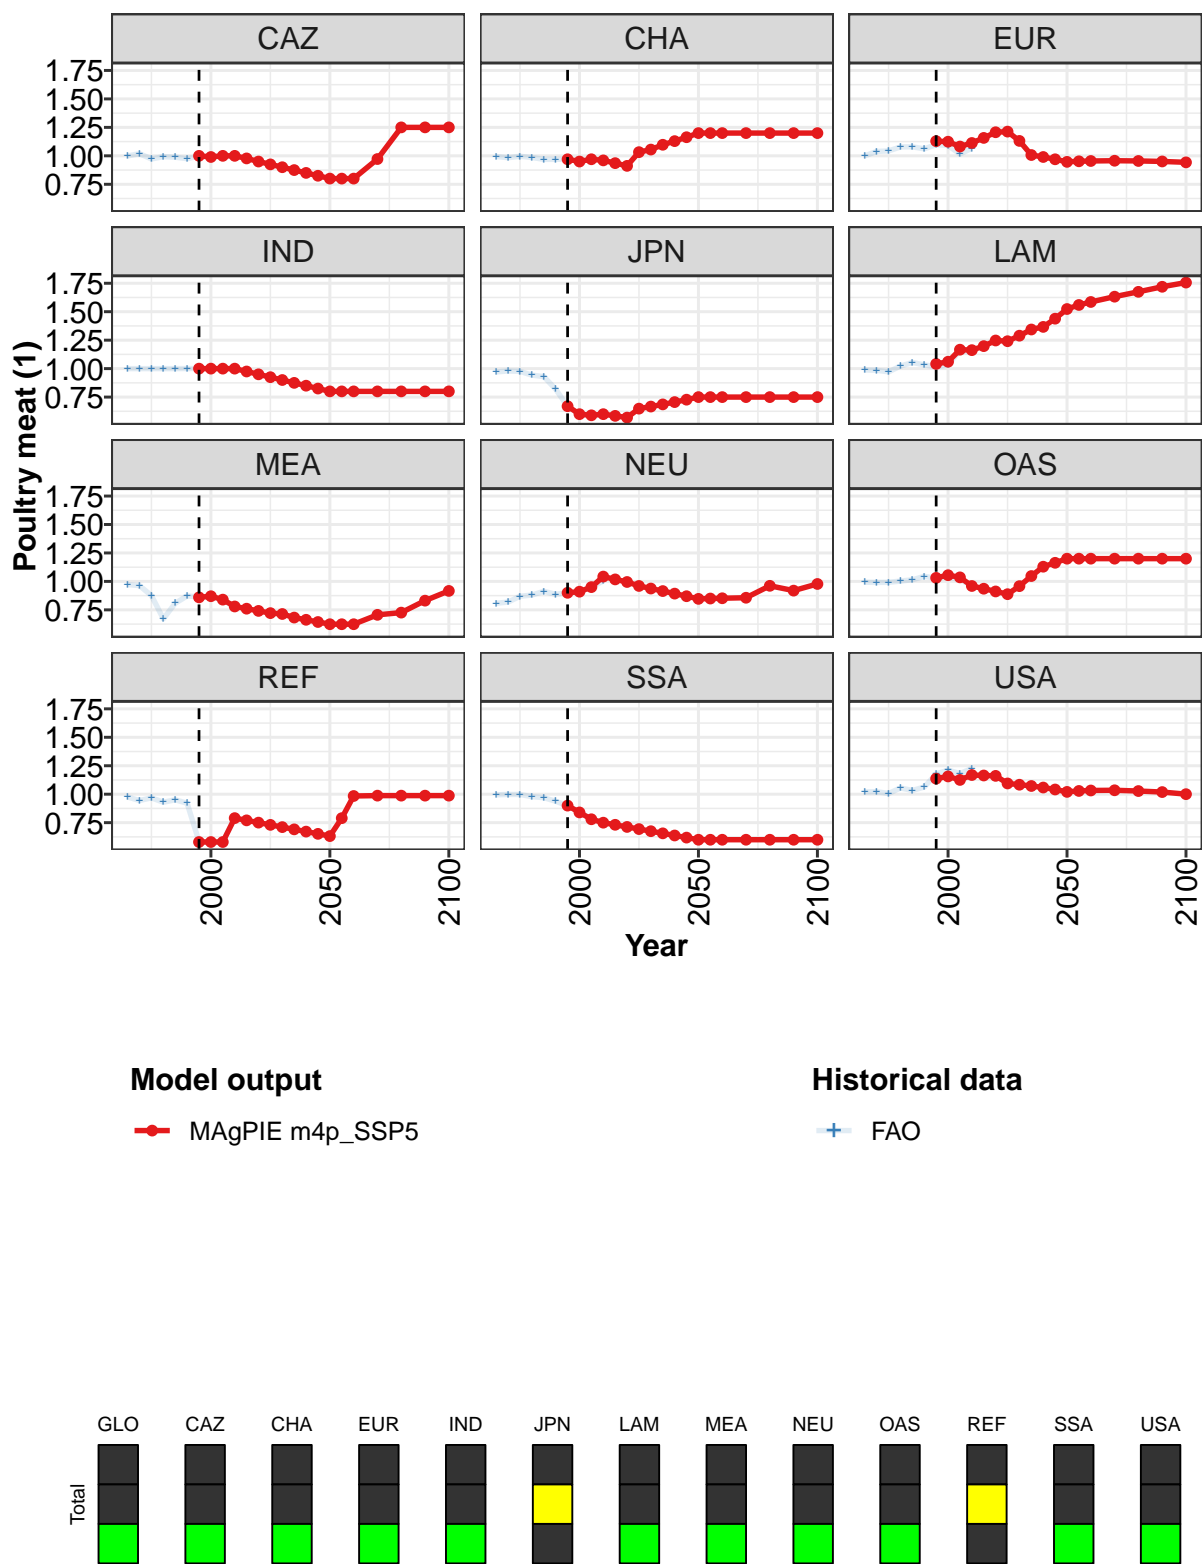 CAZ CHA EUR
1.75
1.50
1.25
1.00
0.75
IND JPN LAM
1.75
1.50
1.25
1.00
0.75
Poultry meat (1)
MEA NEU OAS
1.75
1.50
1.25
1.00
0.75
REF SSA USA
1.75
1.50
1.25
1.00
0.75
2000 2050 2100 2000 2050 2100 2000 2050 2100
Year
Model output Historical data
MAgPIE m4p_SSP5 FAO
GLO CAZ CHA EUR IND JPN LAM MEA NEU OAS REF SSA USA
Total